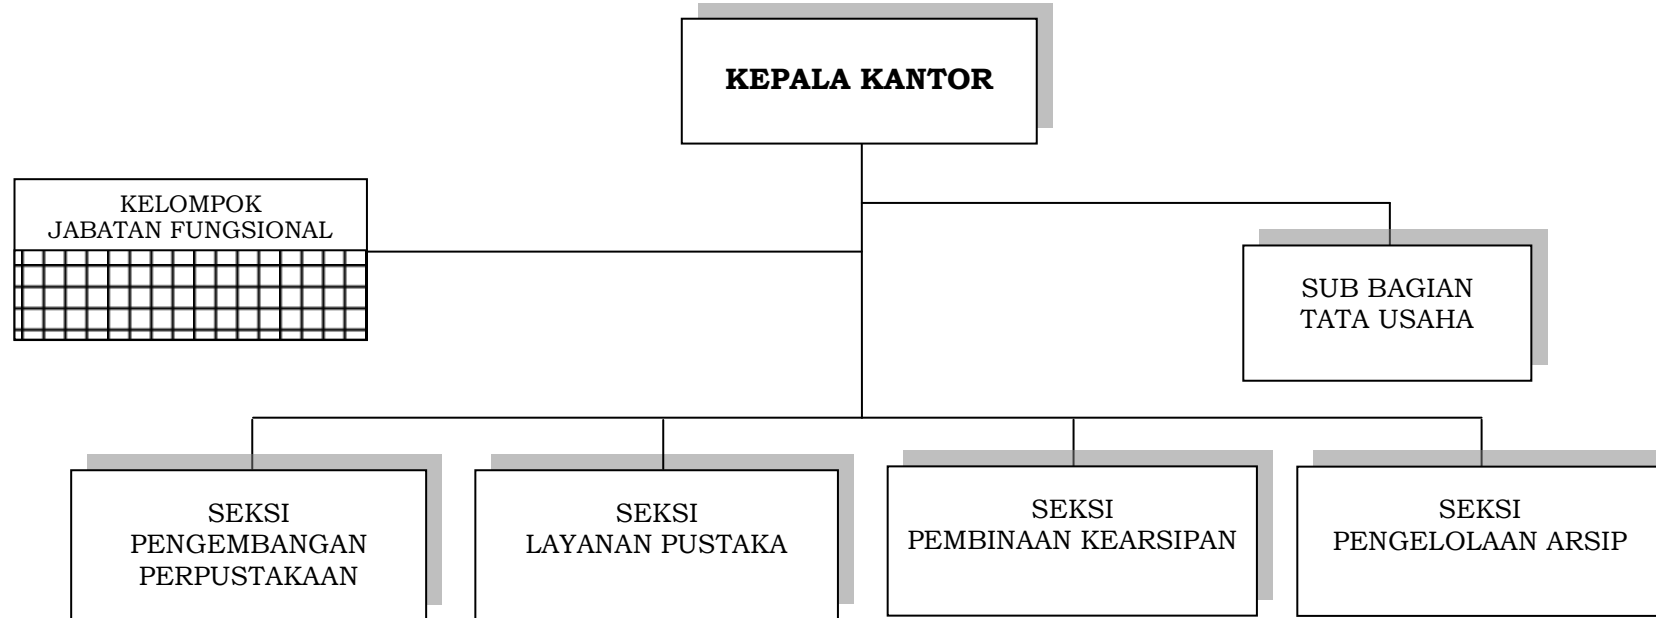 KEPALA KANTOR
KELOMPOK
JABATAN FUNGSIONAL
SUB BAGIAN
TATA USAHA
SEKSI
PENGEMBANGAN
PERPUSTAKAAN
SEKSI
LAYANAN PUSTAKA
SEKSI
PEMBINAAN KEARSIPAN
SEKSI
PENGELOLAAN ARSIP